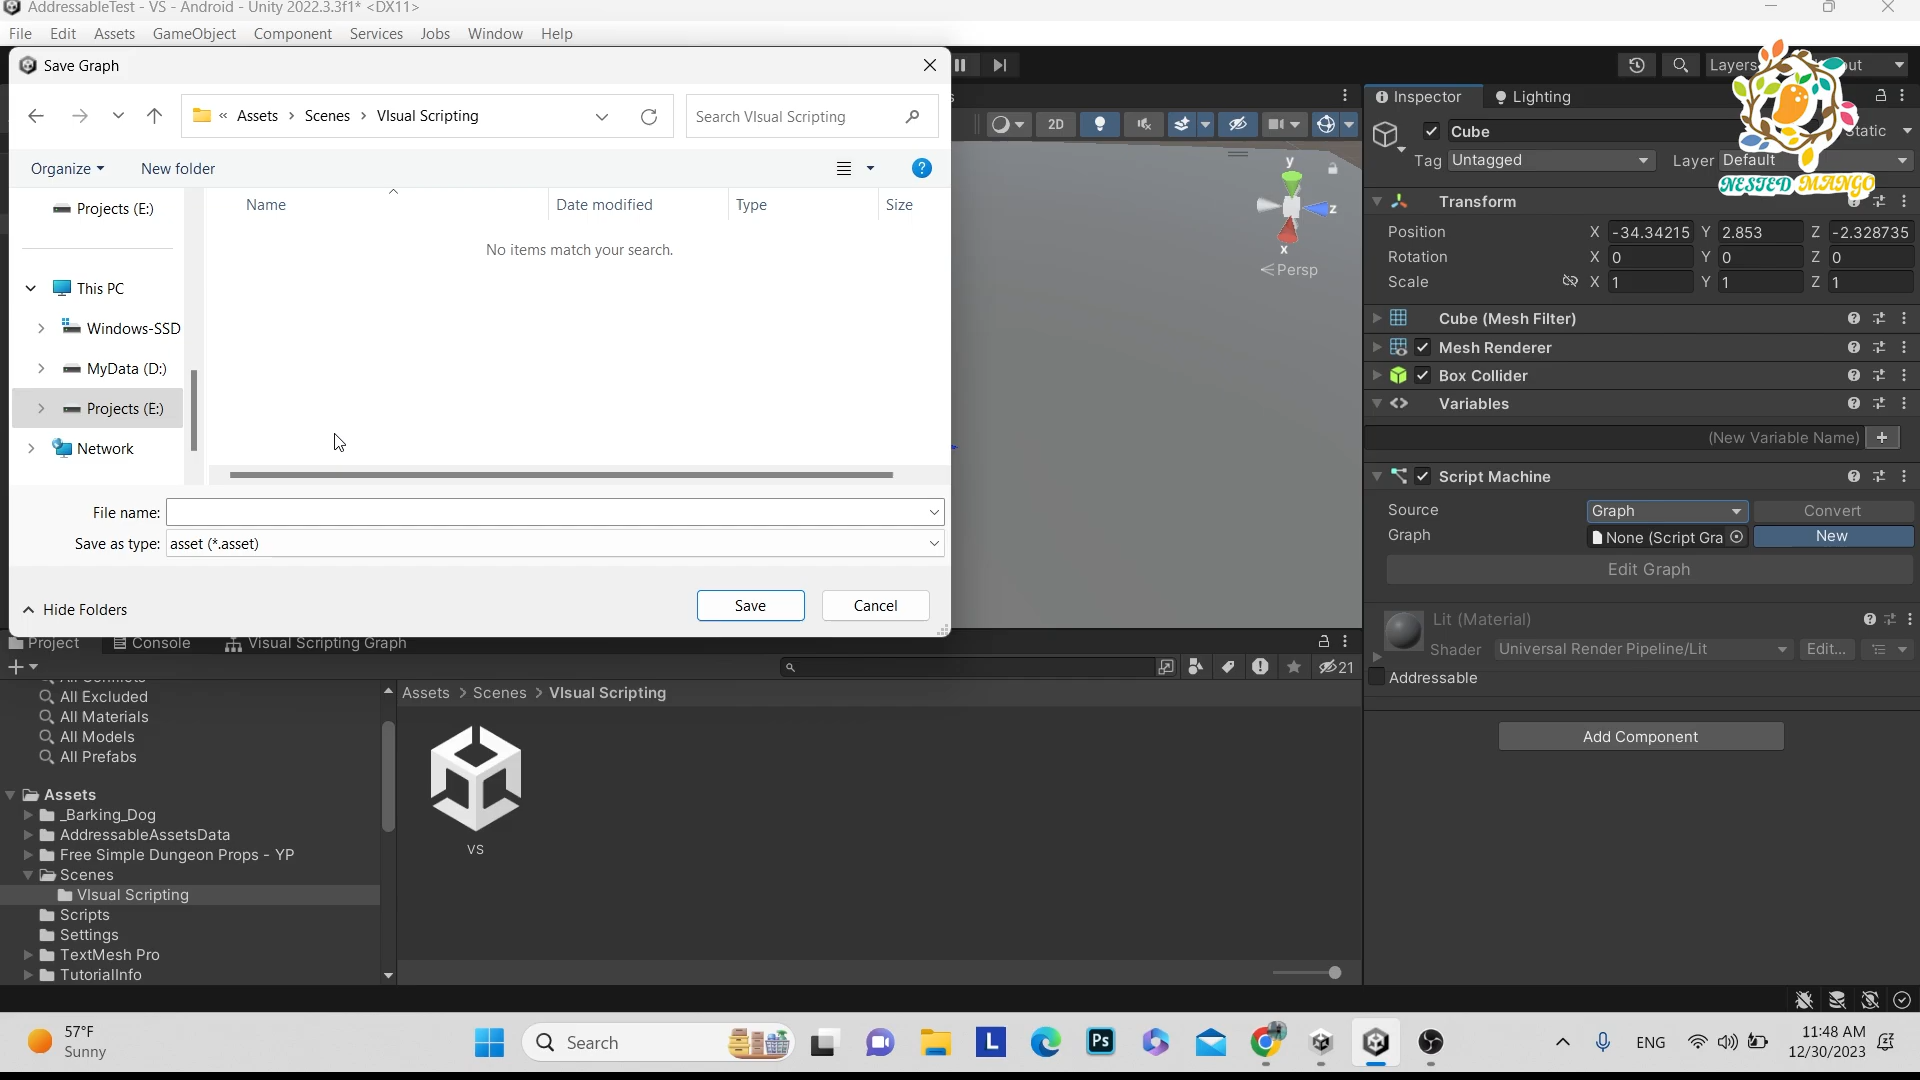 AddressableTest - VS - Android - Unity 2022.3.3f1* <DX11>
File Edit Assets GameObject Component Services Jobs Window Help
Save Graph
« Assets > Scenes > VIsual Scripting
Search VIsual Scripting
Organize New folder
Name Date modified Type Size
No items match your search.
Projects (E:)
This PC
Windows-SSD
MyData (D:)
Projects (E:)
Network
File name:
Save as type: asset (*.asset)
Hide Folders
Save Cancel
2D
y
z
x
Persp
Layers
NESTED MANGO
Inspector Lighting
Cube
Static
Tag Untagged Layer Default
Transform
Position X -34.34215 Y 2.853 Z -2.328735
Rotation X 0 Y 0 Z 0
Scale X 1 Y 1 Z 1
Cube (Mesh Filter)
Mesh Renderer
Box Collider
Variables
(New Variable Name) +
Script Machine
Source Graph Convert
Graph None (Script Gra New
Edit Graph
Lit (Material)
Shader Universal Render Pipeline/Lit Edit...
Addressable
Add Component
Project Console Visual Scripting Graph
21
All Excluded
All Materials
All Models
All Prefabs
Assets
_Barking_Dog
AddressableAssetsData
Free Simple Dungeon Props - YP
Scenes
VIsual Scripting
Scripts
Settings
TextMesh Pro
TutorialInfo
Assets > Scenes > VIsual Scripting
VS
57°F
Sunny
Search
L
Ps
ENG
11:48 AM
12/30/2023